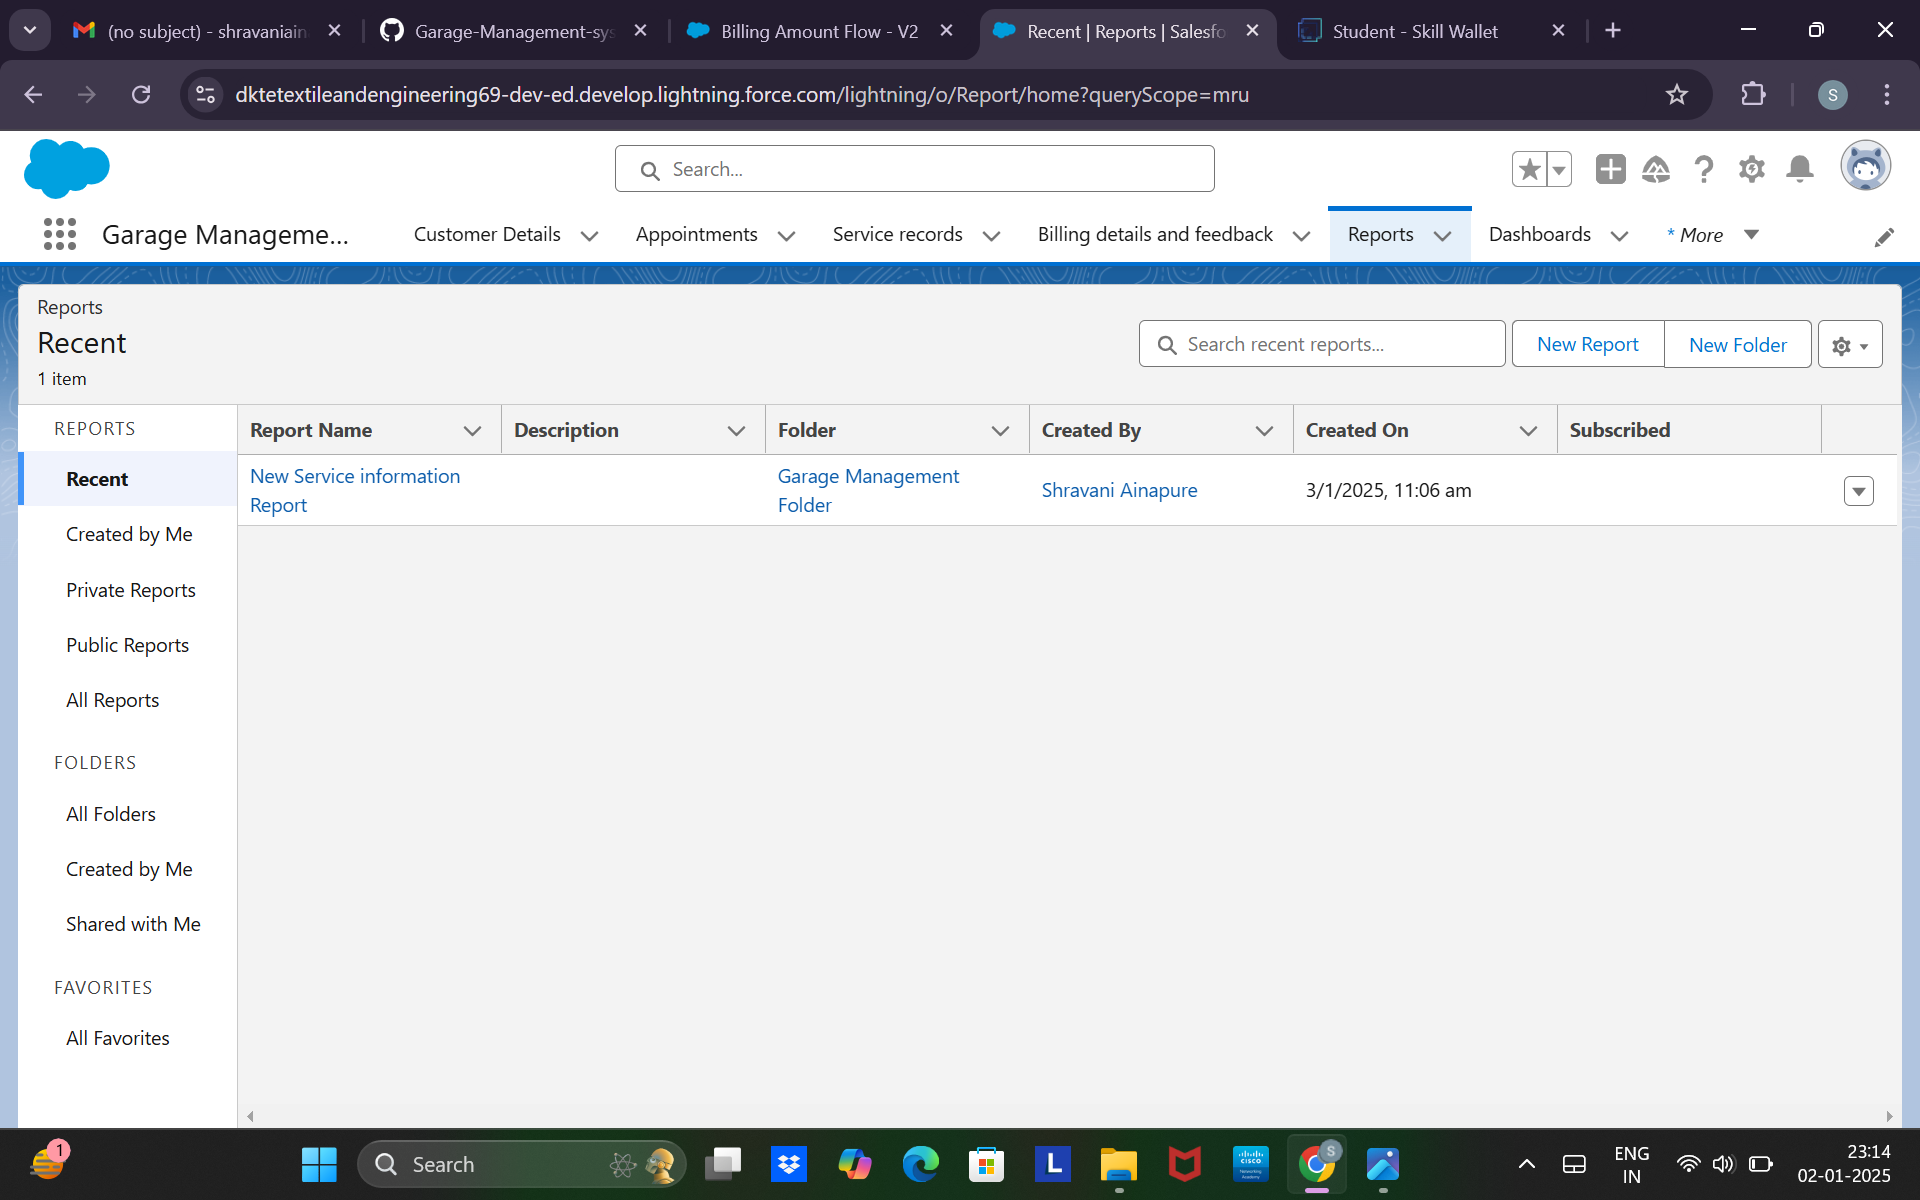 (no subject) - shravaniain
Garage-Management-sys
Billing Amount Flow - V2
Recent | Reports | Salesfo
Student - Skill Wallet
dktetextileandengineering69-dev-ed.develop.lightning.force.com/lightning/o/Report/home?queryScope=mru
S
Search...
Garage Manageme...
Customer Details
Appointments
Service records
Billing details and feedback
Reports
Dashboards
* More
Reports
Recent
1 item
Search recent reports...
New Report
New Folder
REPORTS
Recent
Created by Me
Private Reports
Public Reports
All Reports
FOLDERS
All Folders
Created by Me
Shared with Me
FAVORITES
All Favorites
Report Name
Description
Folder
Created By
Created On
Subscribed
New Service information
Report
Garage Management
Folder
Shravani Ainapure
3/1/2025, 11:06 am
1
Search
L
CISCO
S
ENG
IN
23:14
02-01-2025